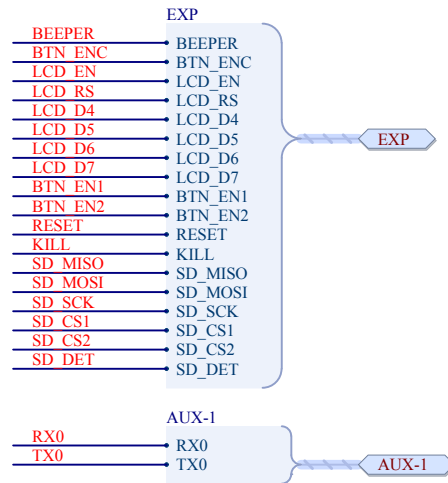 EXP
BEEPER BEEPER
BTN_ENC BTN_ENC
LCD_EN LCD_EN
LCD_RS LCD_RS
LCD_D4 LCD_D4
LCD_D5 LCD_D5 EXP
LCD_D6 LCD_D6
LCD_D7 LCD_D7
BTN_EN1 BTN_EN1
BTN_EN2 BTN_EN2
RESET RESET
KILL KILL
SD_MISO SD_MISO
SD_MOSI SD_MOSI
SD_SCK SD_SCK
SD_CS1 SD_CS1
SD_CS2 SD_CS2
SD_DET SD_DET
AUX-1
RX0 RX0
TX0 TX0 AUX-1